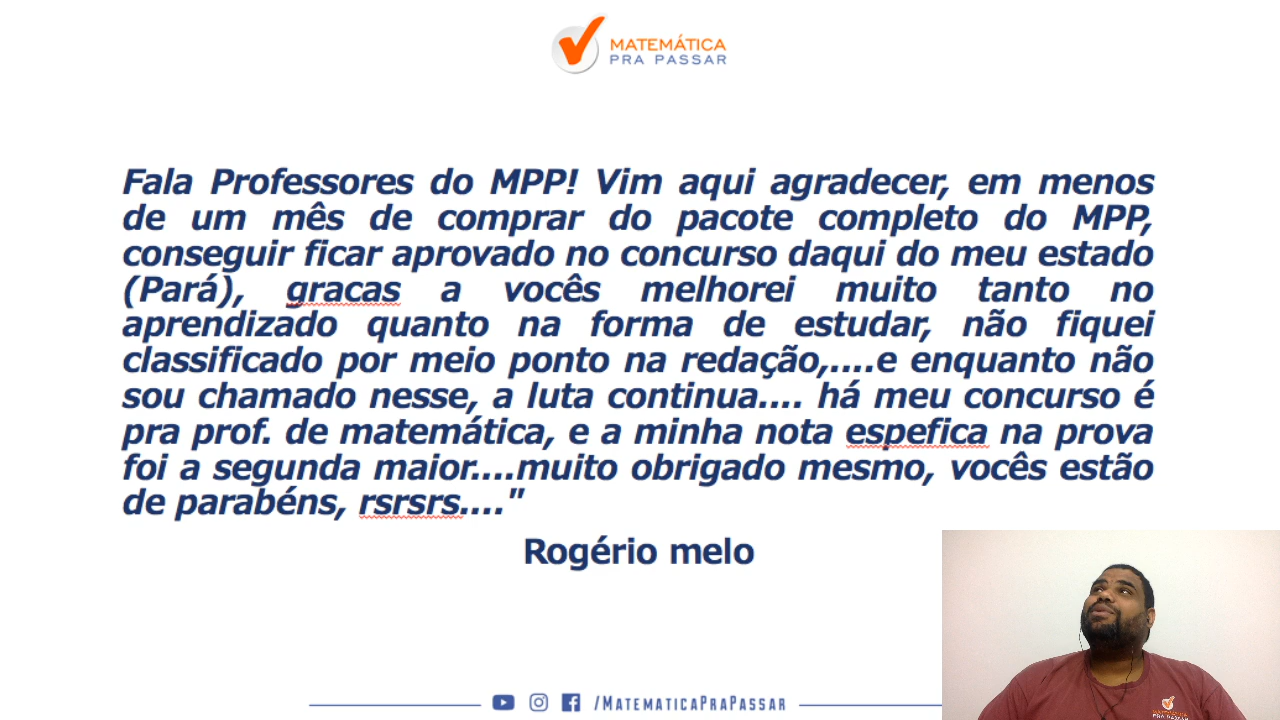 MATEMÁTICA
PRA PASSAR
Fala Professores do MPP! Vim aqui agradecer, em menos
de um mês de comprar do pacote completo do MPP,
conseguir ficar aprovado no concurso daqui do meu estado
(Pará), gracas a vocês melhorei muito tanto no
aprendizado quanto na forma de estudar, não fiquei
classificado por meio ponto na redação,....e enquanto não
sou chamado nesse, a luta continua.... há meu concurso é
pra prof. de matemática, e a minha nota espefica na prova
foi a segunda maior....muito obrigado mesmo, vocês estão
de parabéns, rsrsrs...."
Rogério melo
/MatematicaPraPassar
MATEMÁTICA
PRA PASSAR